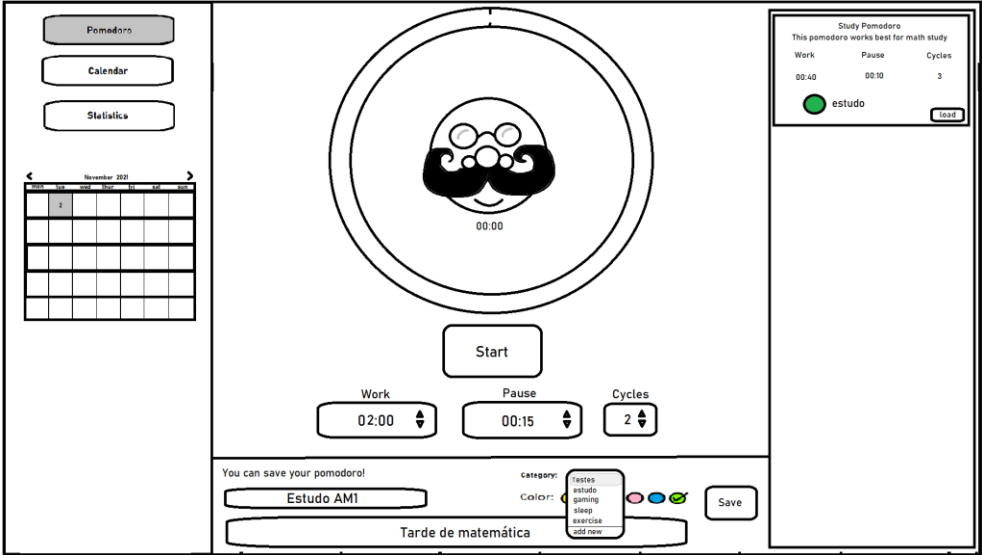 Pomodoro
Calendar
Statistics
November 2021
mon tue wed thur fri sat sun
2
00:00
Start
Work Pause Cycles
02:00 00:15 2
You can save your pomodoro!
Estudo AM1
Tarde de matemática
Category:
Color:
Testes
estudo
gaming
sleep
exercise
add new
Save
Study Pomodoro
This pomodoro works best for math study
Work Pause Cycles
00:40 00:10 3
estudo
load